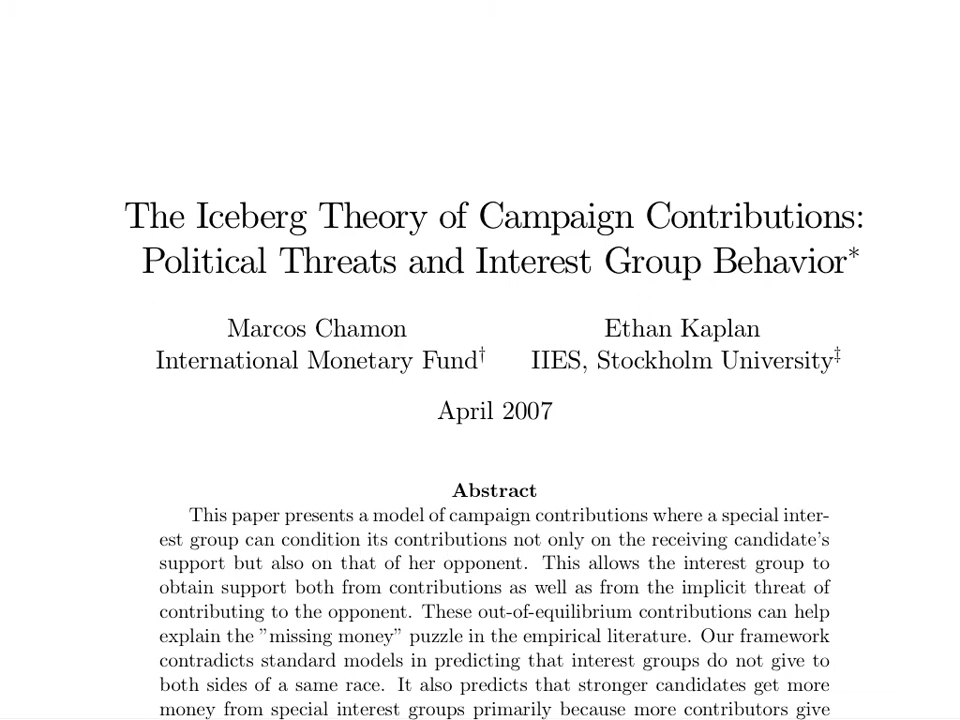 The Iceberg Theory of Campaign Contributions:
Political Threats and Interest Group Behavior*
Marcos Chamon
International Monetary Fund†
Ethan Kaplan
IIES, Stockholm University‡
April 2007
Abstract
This paper presents a model of campaign contributions where a special inter-
est group can condition its contributions not only on the receiving candidate's
support but also on that of her opponent. This allows the interest group to
obtain support both from contributions as well as from the implicit threat of
contributing to the opponent. These out-of-equilibrium contributions can help
explain the "missing money" puzzle in the empirical literature. Our framework
contradicts standard models in predicting that interest groups do not give to
both sides of a same race. It also predicts that stronger candidates get more
money from special interest groups primarily because more contributors give